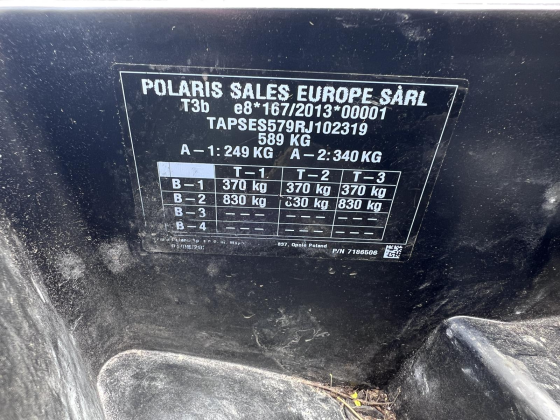 POLARIS SALES EUROPE SÀRL
T3b e8*167/2013*00001
TAPSES579RJ102319
589 KG
A-1: 249 KG A-2: 340 KG
T-1 T-2 T-3
B-1 370 kg 370 kg 370 kg
B-2 830 kg 830 kg 830 kg
B-3 --- --- ---
B-4 --- --- ---
Opole Poland
P/N 7188608